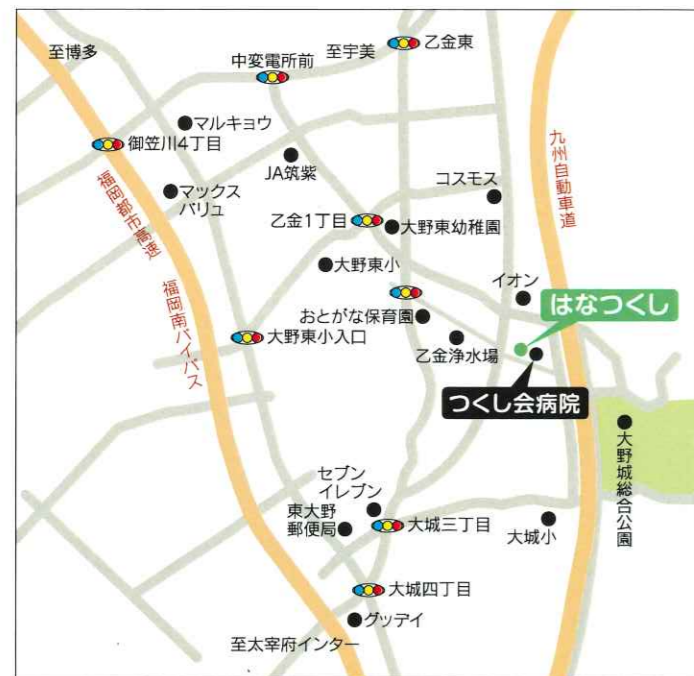 至博多
中変電所前
至宇美
乙金東
マルキョウ
御笠川4丁目
JA筑紫
マックス
バリュ
コスモス
九州自動車道
福岡都市高速
乙金1丁目
大野東幼稚園
大野東小
イオン
はなつくし
おとがな保育園
福岡南バイパス
大野東小入口
乙金浄水場
つくし会病院
大野城総合公園
セブン
イレブン
東大野
郵便局
大城三丁目
大城小
大城四丁目
グッデイ
至太宰府インター